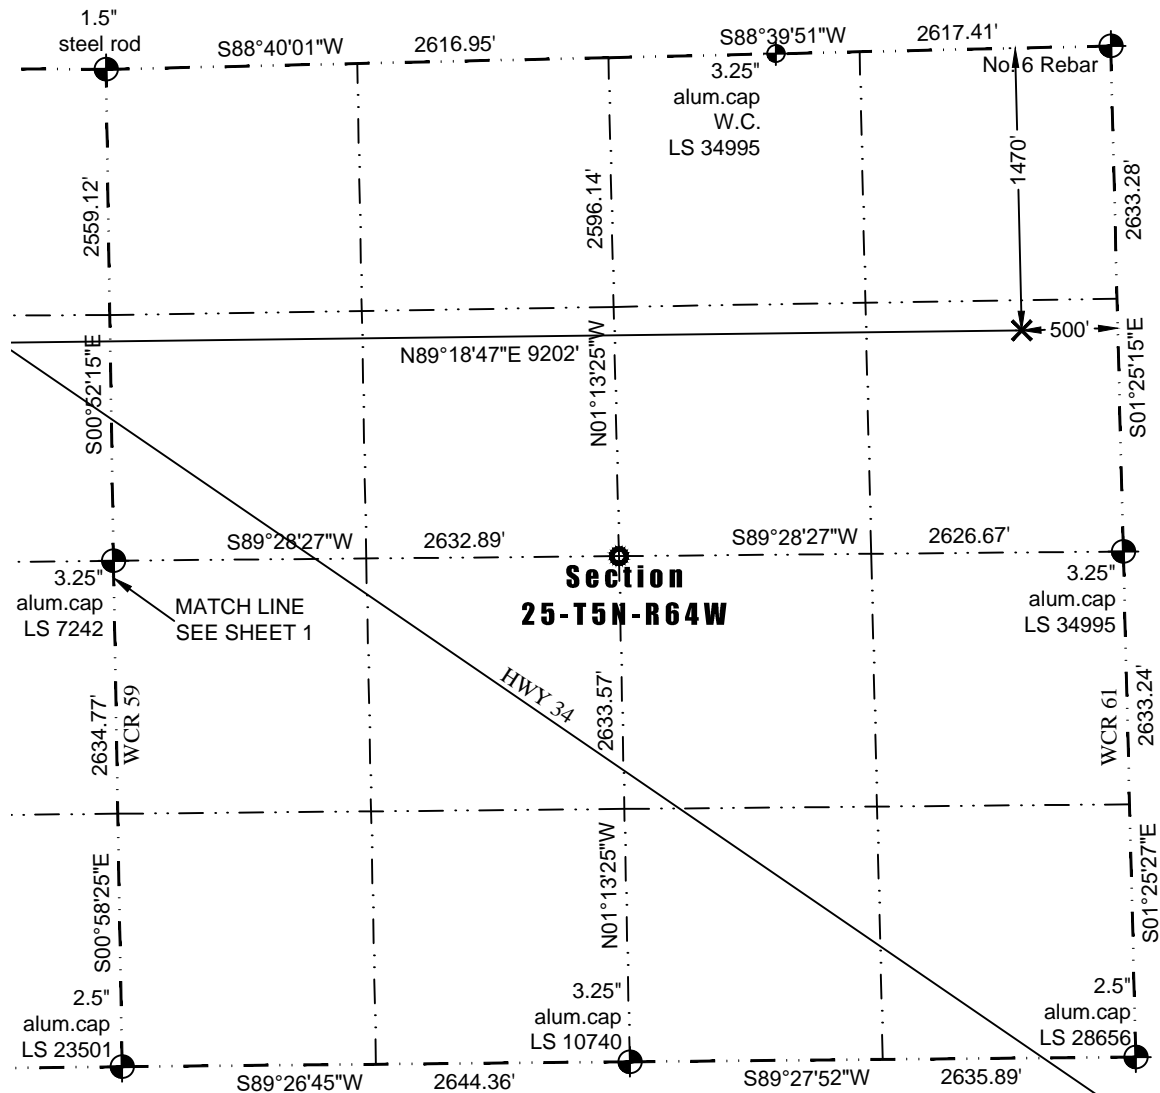 1.5"
steel rod
S88°40'01"W
2616.95'
S88°39'51"W
2617.41'
3.25"
alum.cap
W.C.
LS 34995
No. 6 Rebar
1470'
2559.12'
2596.14'
2633.28'
500'
N89°18'47"E 9202'
S00°52'15"E
N01°13'25"W
S01°25'15"E
S89°28'27"W
2632.89'
S89°28'27"W
2626.67'
3.25"
alum.cap
LS 7242
MATCH LINE
SEE SHEET 1
Section
25-T5N-R64W
3.25"
alum.cap
LS 34995
HWY 34
2634.77'
WCR 59
2633.57'
WCR 61
2633.24'
S00°58'25"E
N01°13'25"W
S01°25'27"E
2.5"
alum.cap
LS 23501
3.25"
alum.cap
LS 10740
2.5"
alum.cap
LS 28656
S89°26'45"W
2644.36'
S89°27'52"W
2635.89'